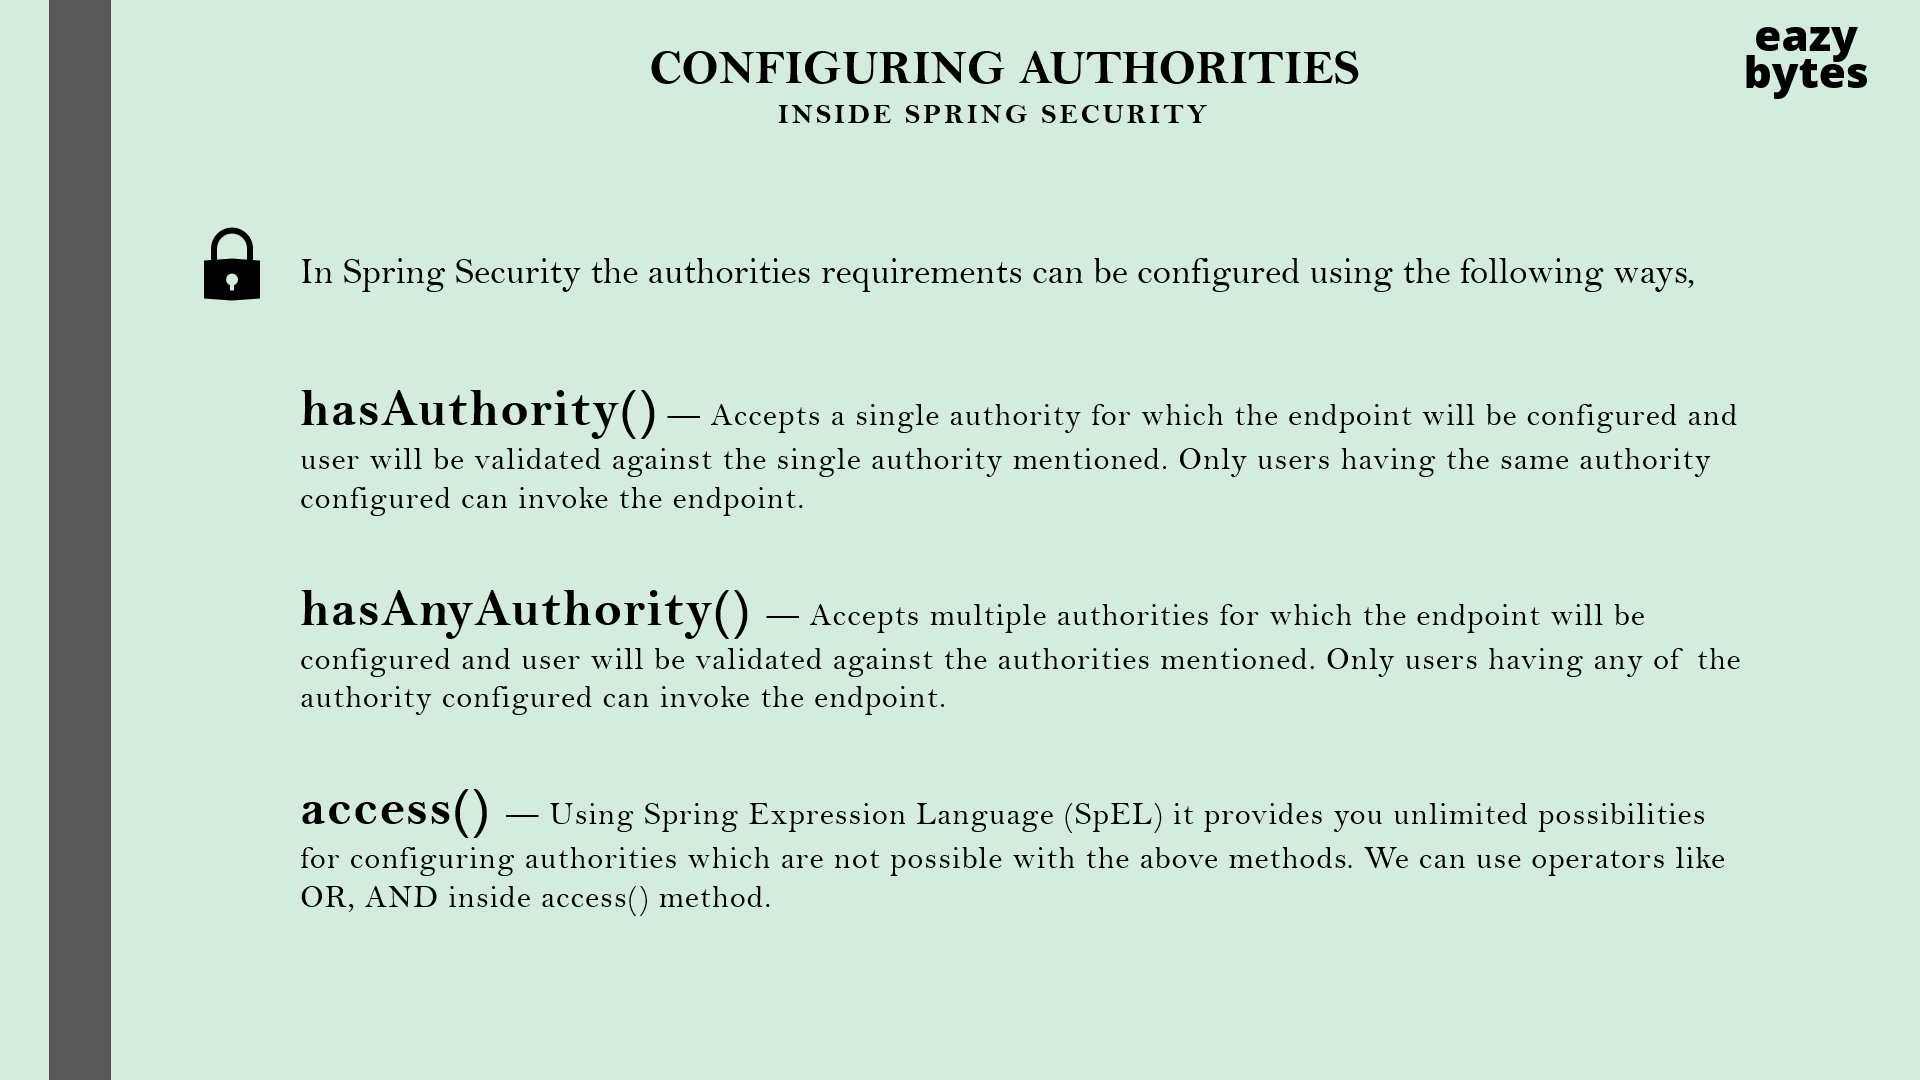 CONFIGURING AUTHORITIES
INSIDE SPRING SECURITY
eazy
bytes
In Spring Security the authorities requirements can be configured using the following ways,
hasAuthority() — Accepts a single authority for which the endpoint will be configured and
user will be validated against the single authority mentioned. Only users having the same authority
configured can invoke the endpoint.
hasAnyAuthority() — Accepts multiple authorities for which the endpoint will be
configured and user will be validated against the authorities mentioned. Only users having any of the
authority configured can invoke the endpoint.
access() — Using Spring Expression Language (SpEL) it provides you unlimited possibilities
for configuring authorities which are not possible with the above methods. We can use operators like
OR, AND inside access() method.